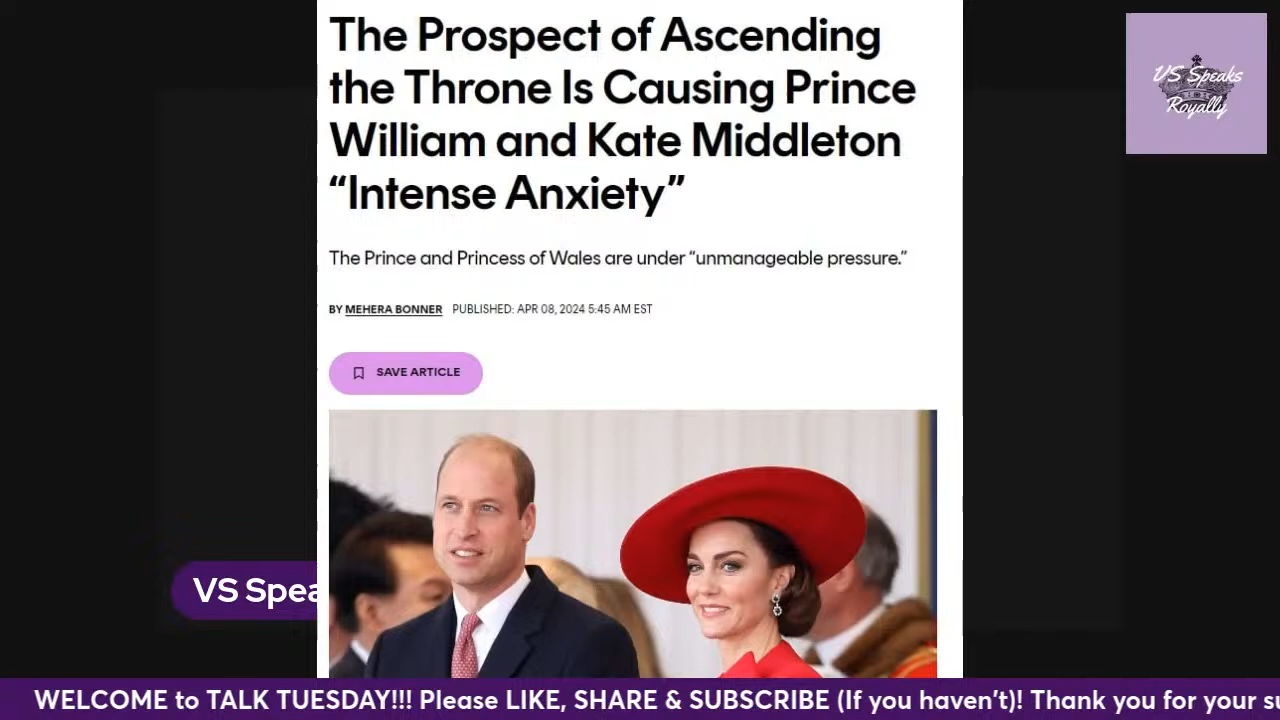 The Prospect of Ascending
the Throne Is Causing Prince
William and Kate Middleton
“Intense Anxiety”
The Prince and Princess of Wales are under “unmanageable pressure.”
BY MEHERA BONNER PUBLISHED: APR 08, 2024 5:45 AM EST
SAVE ARTICLE
VS Speaks
Royally
VS Spea
WELCOME to TALK TUESDAY!!! Please LIKE, SHARE & SUBSCRIBE (If you haven't)! Thank you for your su